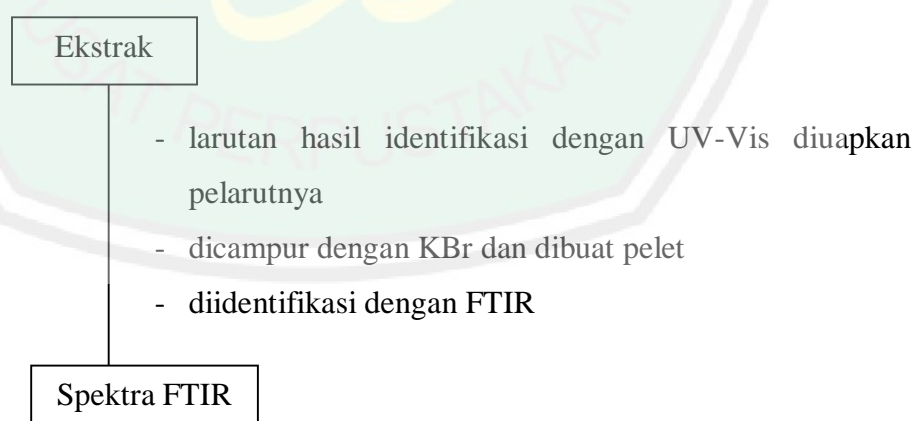 Ekstrak
- larutan hasil identifikasi dengan UV-Vis diuapkan
pelarutnya
- dicampur dengan KBr dan dibuat pelet
- diidentifikasi dengan FTIR
Spektra FTIR